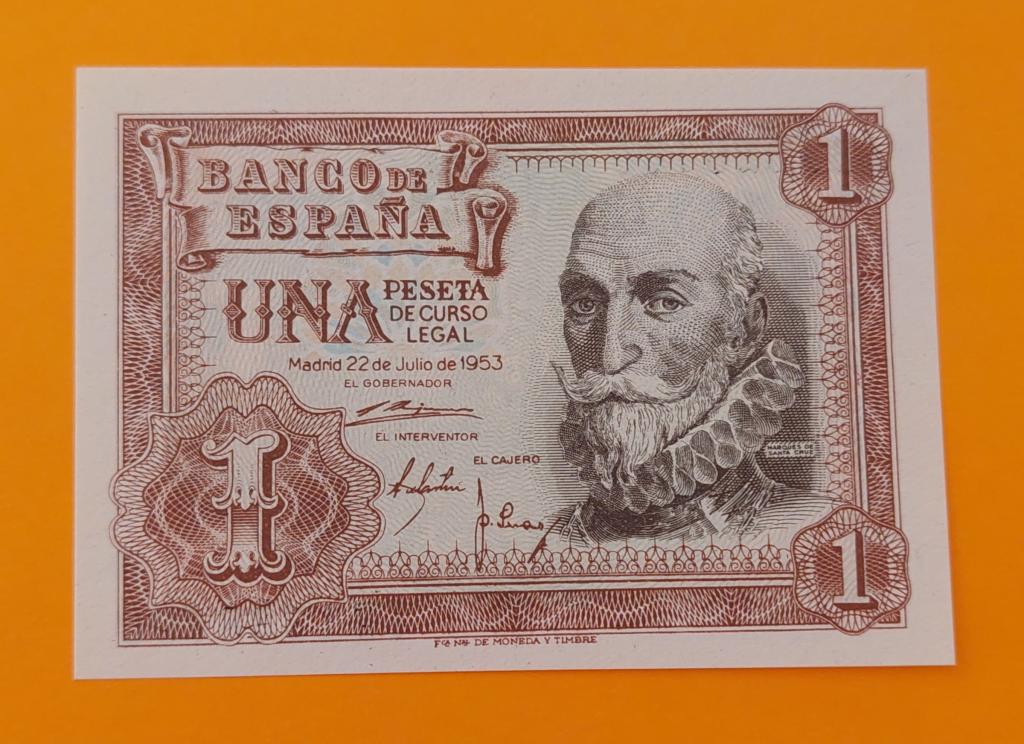 BANCO DE
ESPAÑA
UNA PESETA
DE CURSO
LEGAL
Madrid 22 de Julio de 1953
EL GOBERNADOR
EL INTERVENTOR
EL CAJERO
MARQUES DE
SANTA CRUZ
1
1
1
FCA NAL DE MONEDA Y TIMBRE